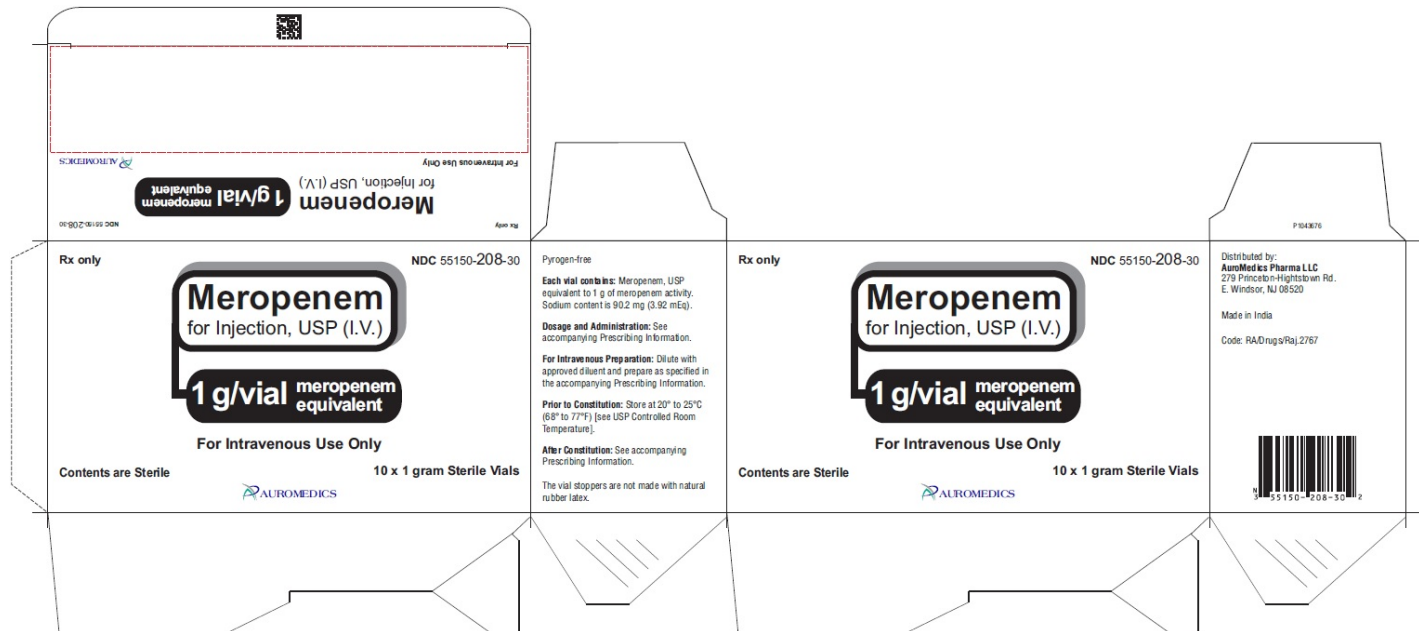 AUROMEDICS
For Intravenous Use Only
Meropenem
for Injection, USP (I.V.)
1 g/vial meropenem
equivalent
NDC 55150-208-30
Rx only
P1043676
Rx only
NDC 55150-208-30
Meropenem
for Injection, USP (I.V.)
1 g/vial meropenem
equivalent
For Intravenous Use Only
Contents are Sterile
10 x 1 gram Sterile Vials
AUROMEDICS
Pyrogen-free
Each vial contains: Meropenem, USP
equivalent to 1 g of meropenem activity.
Sodium content is 90.2 mg (3.92 mEq).
Dosage and Administration: See
accompanying Prescribing Information.
For Intravenous Preparation: Dilute with
approved diluent and prepare as specified in
the accompanying Prescribing Information.
Prior to Constitution: Store at 20° to 25°C
(68° to 77°F) [see USP Controlled Room
Temperature].
After Constitution: See accompanying
Prescribing Information.
The vial stoppers are not made with natural
rubber latex.
Rx only
NDC 55150-208-30
Meropenem
for Injection, USP (I.V.)
1 g/vial meropenem
equivalent
For Intravenous Use Only
Contents are Sterile
10 x 1 gram Sterile Vials
AUROMEDICS
Distributed by:
AuroMedics Pharma LLC
279 Princeton-Hightstown Rd.
E. Windsor, NJ 08520
Made in India
Code: RA/Drugs/Raj.2767
N
3 55150-208-30 2